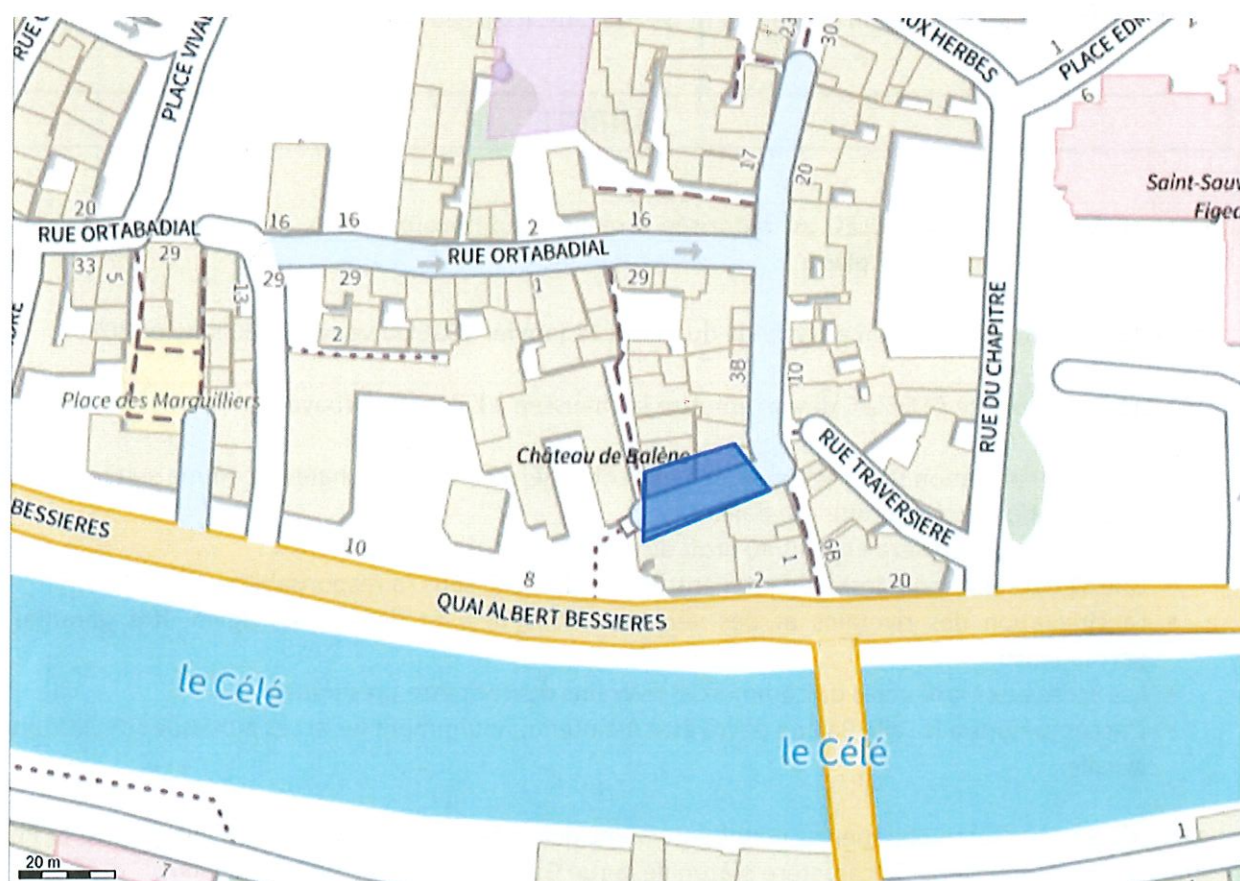 PLACE VIVAL
23
30
UX HERBES
1
PLACE EDM
6
17
20
Saint-Sauv
Figeac
20
RUE ORTABADIAL
16
16
2
16
RUE ORTABADIAL
33
5
29
13
29
29
1
29
2
3B
10
RUE DU CHAPITRE
Place des Marguilliers
Château de Balène
RUE TRAVERSIERE
BESSIERES
10
8
1
2
6B
20
QUAI ALBERT BESSIERES
le Célé
le Célé
1
20 m
7